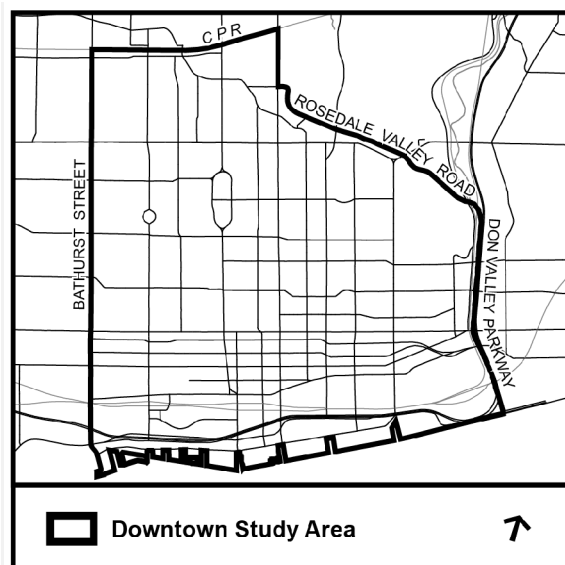 CPR
ROSEDALE VALLEY ROAD
BATHURST STREET
DON VALLEY PARKWAY
Downtown Study Area